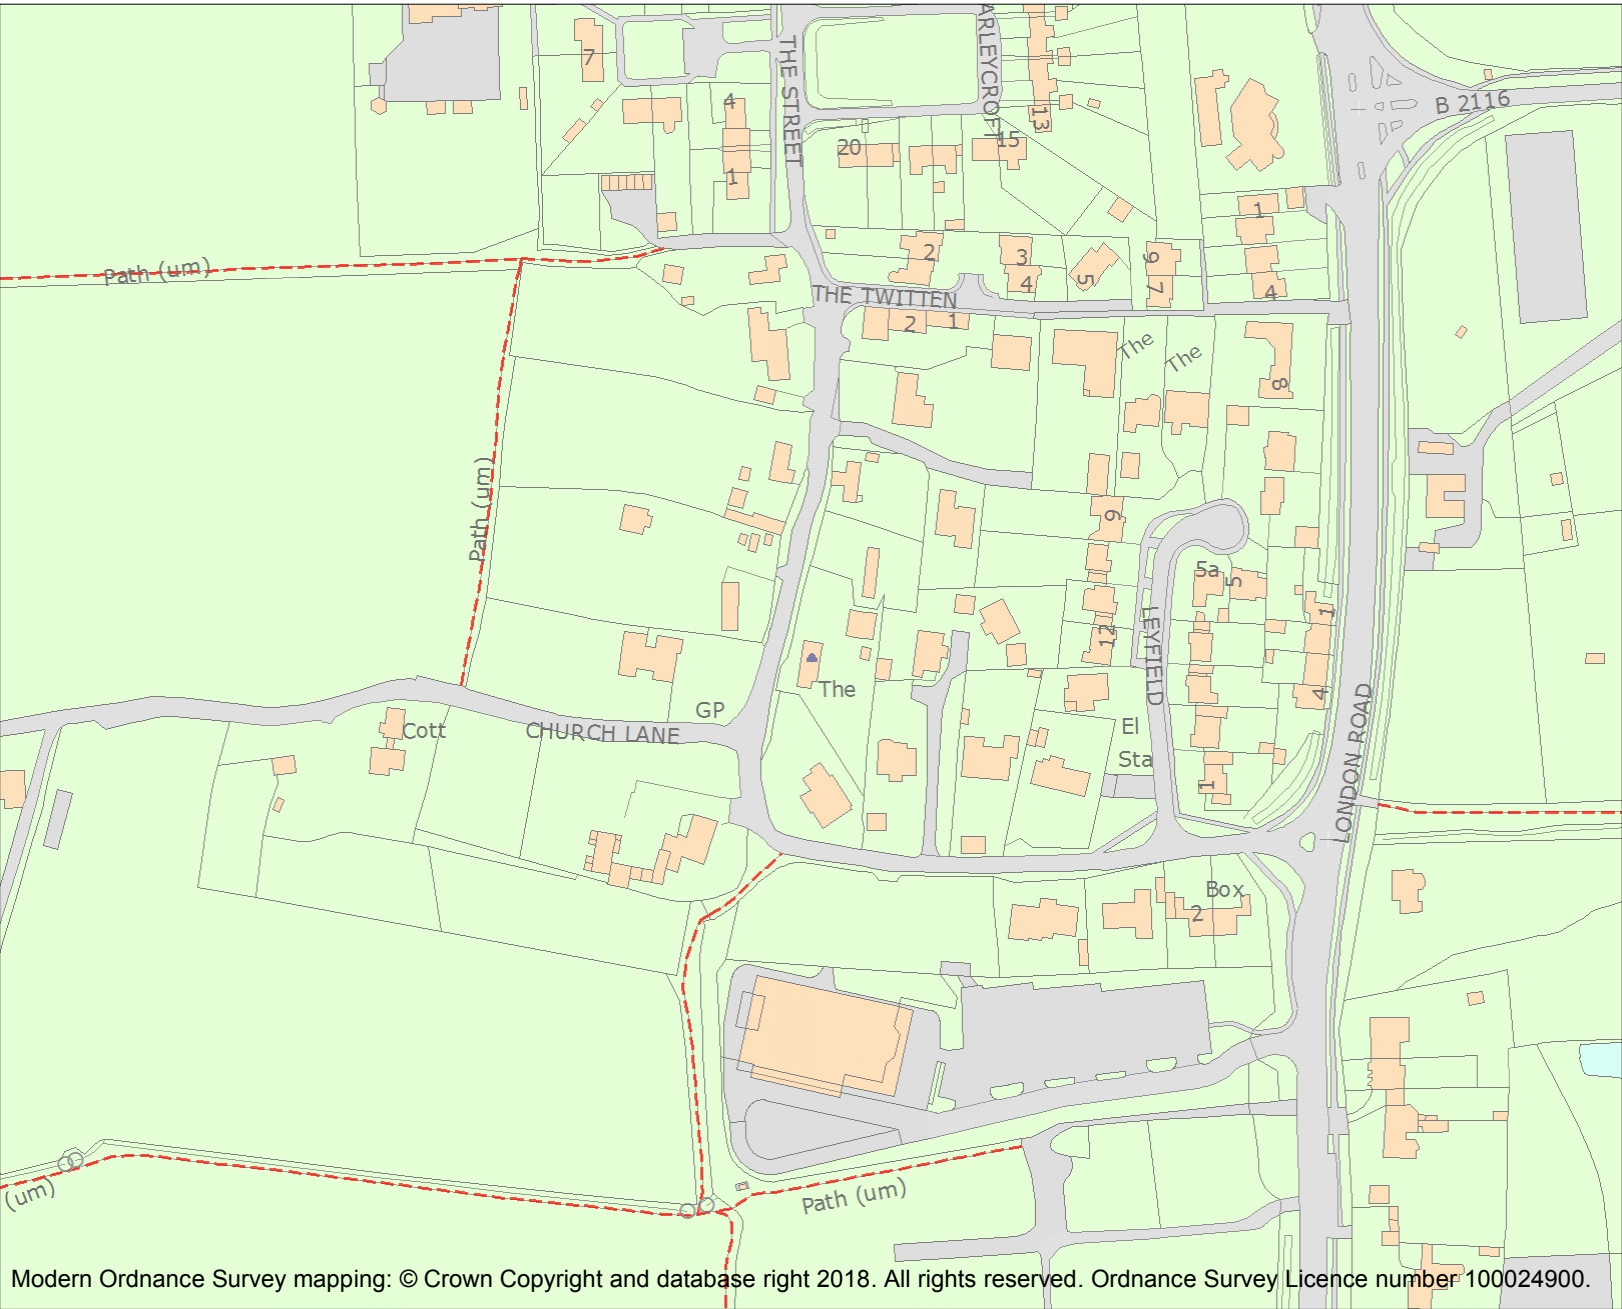 7
THE STREET
ARLEYCROFT
13
B 2116
4
20
15
1
1
Path (um)
2
3
4
5
6
7
4
THE TWITTEN
2
1
The
The
8
Path (um)
9
5a
5
LEYFIELD
12
1
The
4
GP
Cott
CHURCH LANE
El
Sta
1
LONDON ROAD
Box
2
(um)
Path (um)
Modern Ordnance Survey mapping: © Crown Copyright and database right 2018. All rights reserved. Ordnance Survey Licence number 100024900.